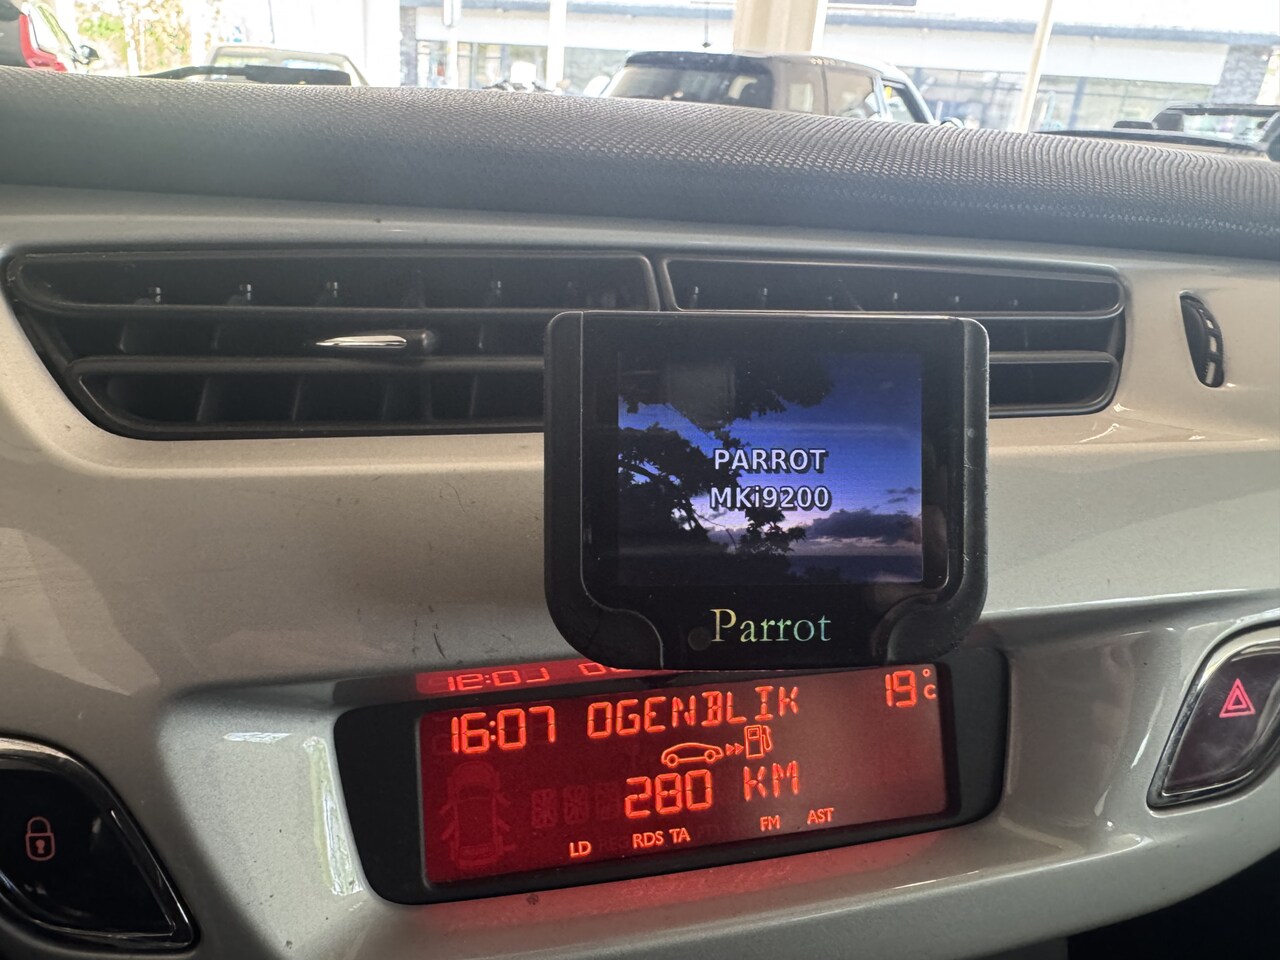 PARROT
MKi9200
Parrot
16:07 OGENBLIK 19°C
280 KM
LD RDS TA FM AST